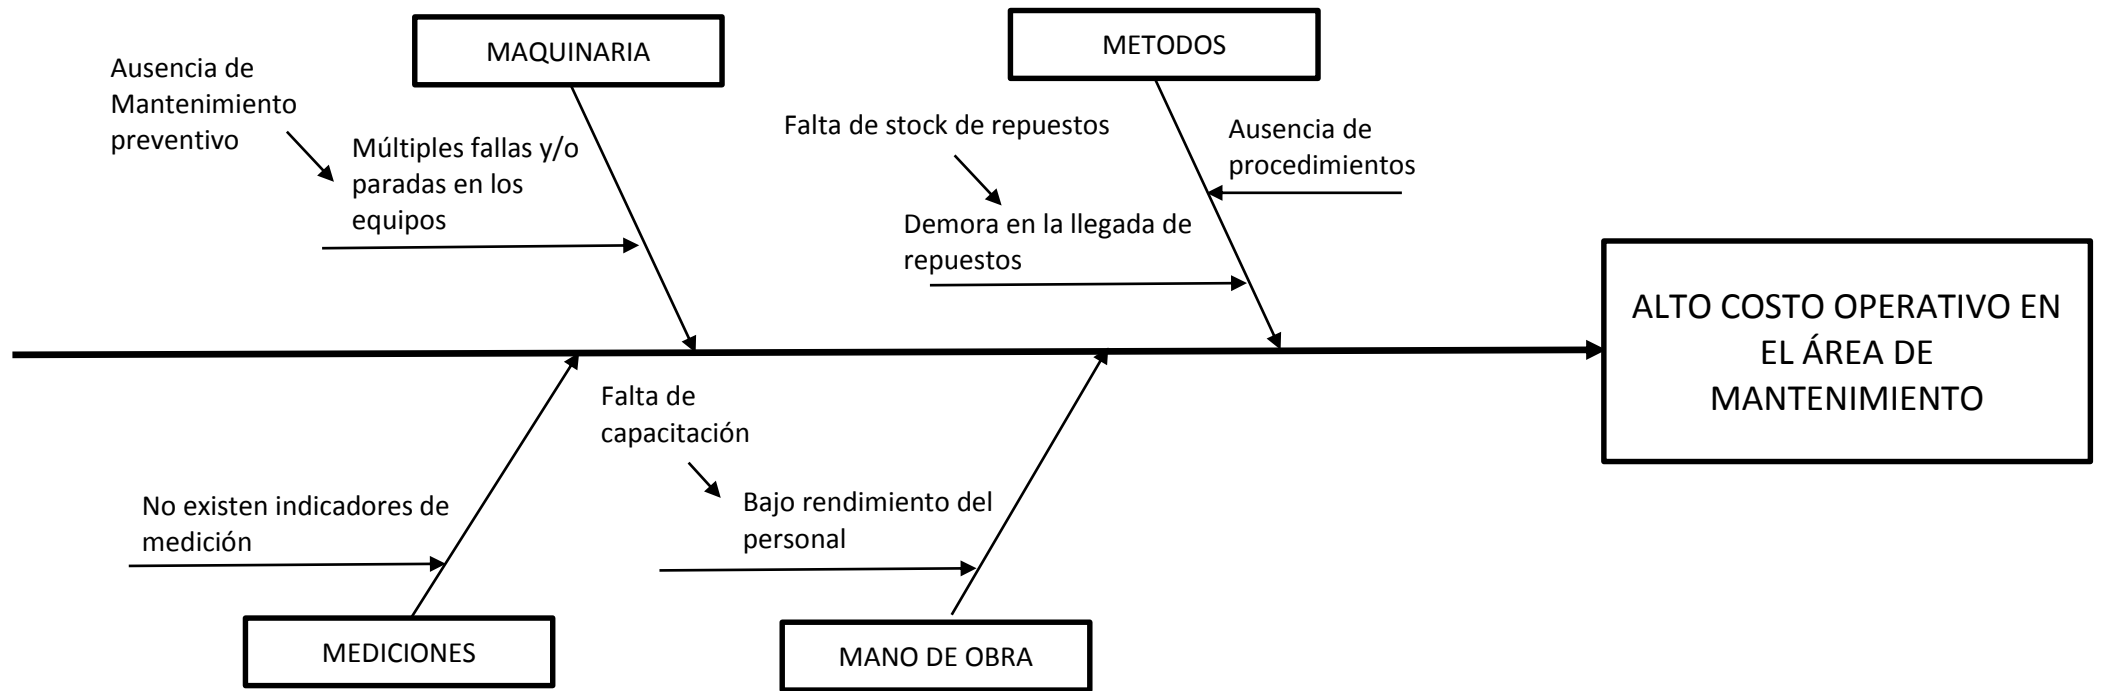 MAQUINARIA
METODOS
Ausencia de
Mantenimiento
preventivo
Múltiples fallas y/o
paradas en los
equipos
Falta de stock de repuestos
Ausencia de
procedimientos
Demora en la llegada de
repuestos
ALTO COSTO OPERATIVO EN
EL ÁREA DE
MANTENIMIENTO
Falta de
capacitación
No existen indicadores de
medición
Bajo rendimiento del
personal
MEDICIONES
MANO DE OBRA